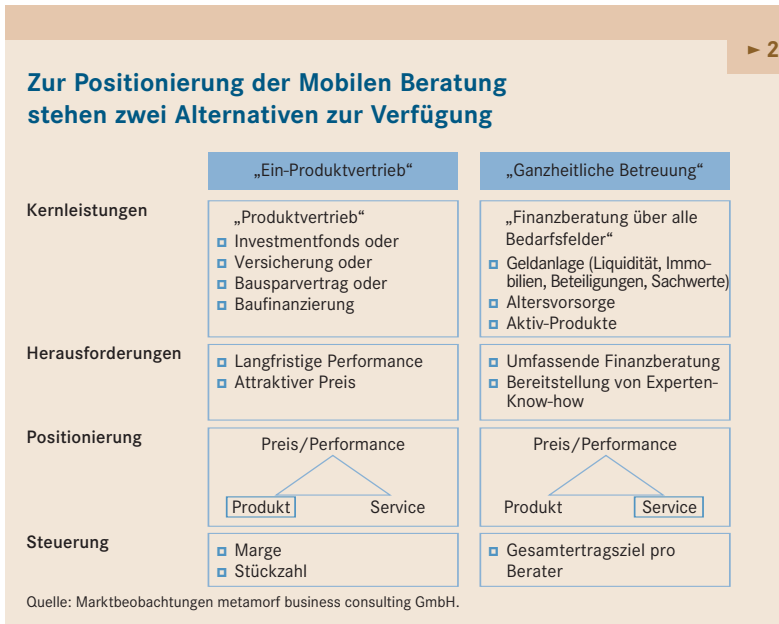 ► 2
Zur Positionierung der Mobilen Beratung
stehen zwei Alternativen zur Verfügung
„Ein-Produktvertrieb“
„Ganzheitliche Betreuung“
Kernleistungen
„Produktvertrieb“
Investmentfonds oder
Versicherung oder
Bausparvertrag oder
Baufinanzierung
„Finanzberatung über alle
Bedarfsfelder“
Geldanlage (Liquidität, Immo-
bilien, Beteiligungen, Sachwerte)
Altersvorsorge
Aktiv-Produkte
Herausforderungen
Langfristige Performance
Attraktiver Preis
Umfassende Finanzberatung
Bereitstellung von Experten-
Know-how
Positionierung
Preis/Performance
Produkt
Service
Preis/Performance
Produkt
Service
Steuerung
Marge
Stückzahl
Gesamtertragsziel pro
Berater
Quelle: Marktbeobachtungen metamorf business consulting GmbH.